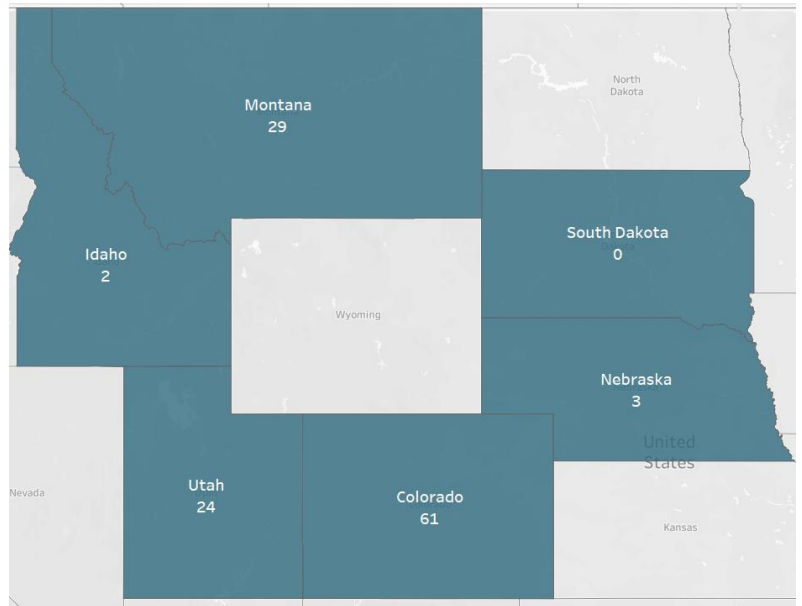 North
Dakota
Montana
29
South Dakota
0
Idaho
2
Wyoming
Nebraska
3
United
States
Utah
24
Colorado
61
Nevada
Kansas